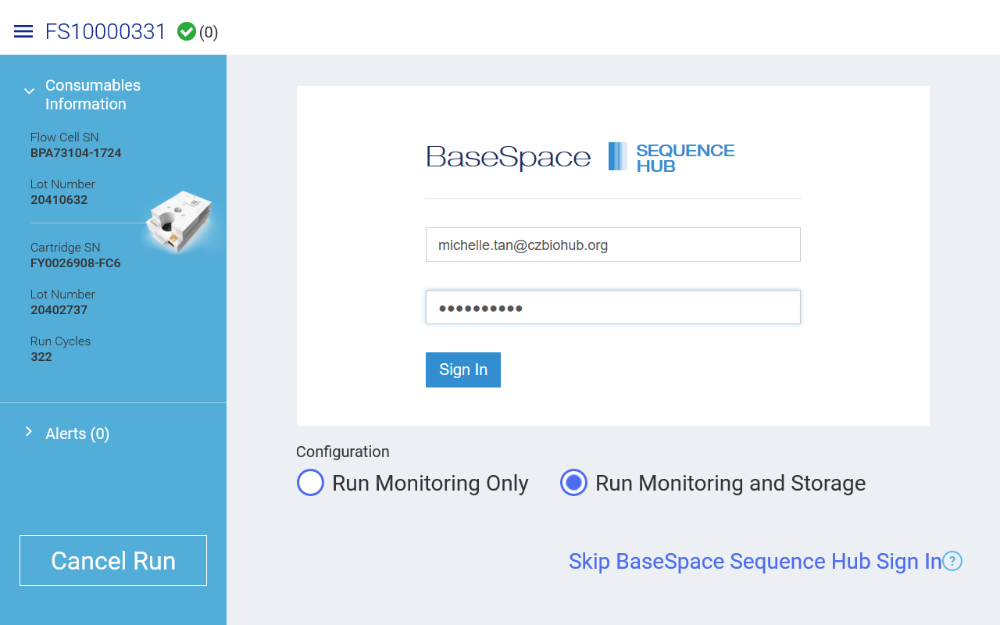 FS10000331 (0)
Consumables
Information
Flow Cell SN
BPA73104-1724
Lot Number
20410632
Cartridge SN
FY0026908-FC6
Lot Number
20402737
Run Cycles
322
Alerts (0)
Cancel Run
BaseSpace
SEQUENCE
HUB
michelle.tan@czbiohub.org
••••••••••
Sign In
Configuration
Run Monitoring Only
Run Monitoring and Storage
Skip BaseSpace Sequence Hub Sign In ?